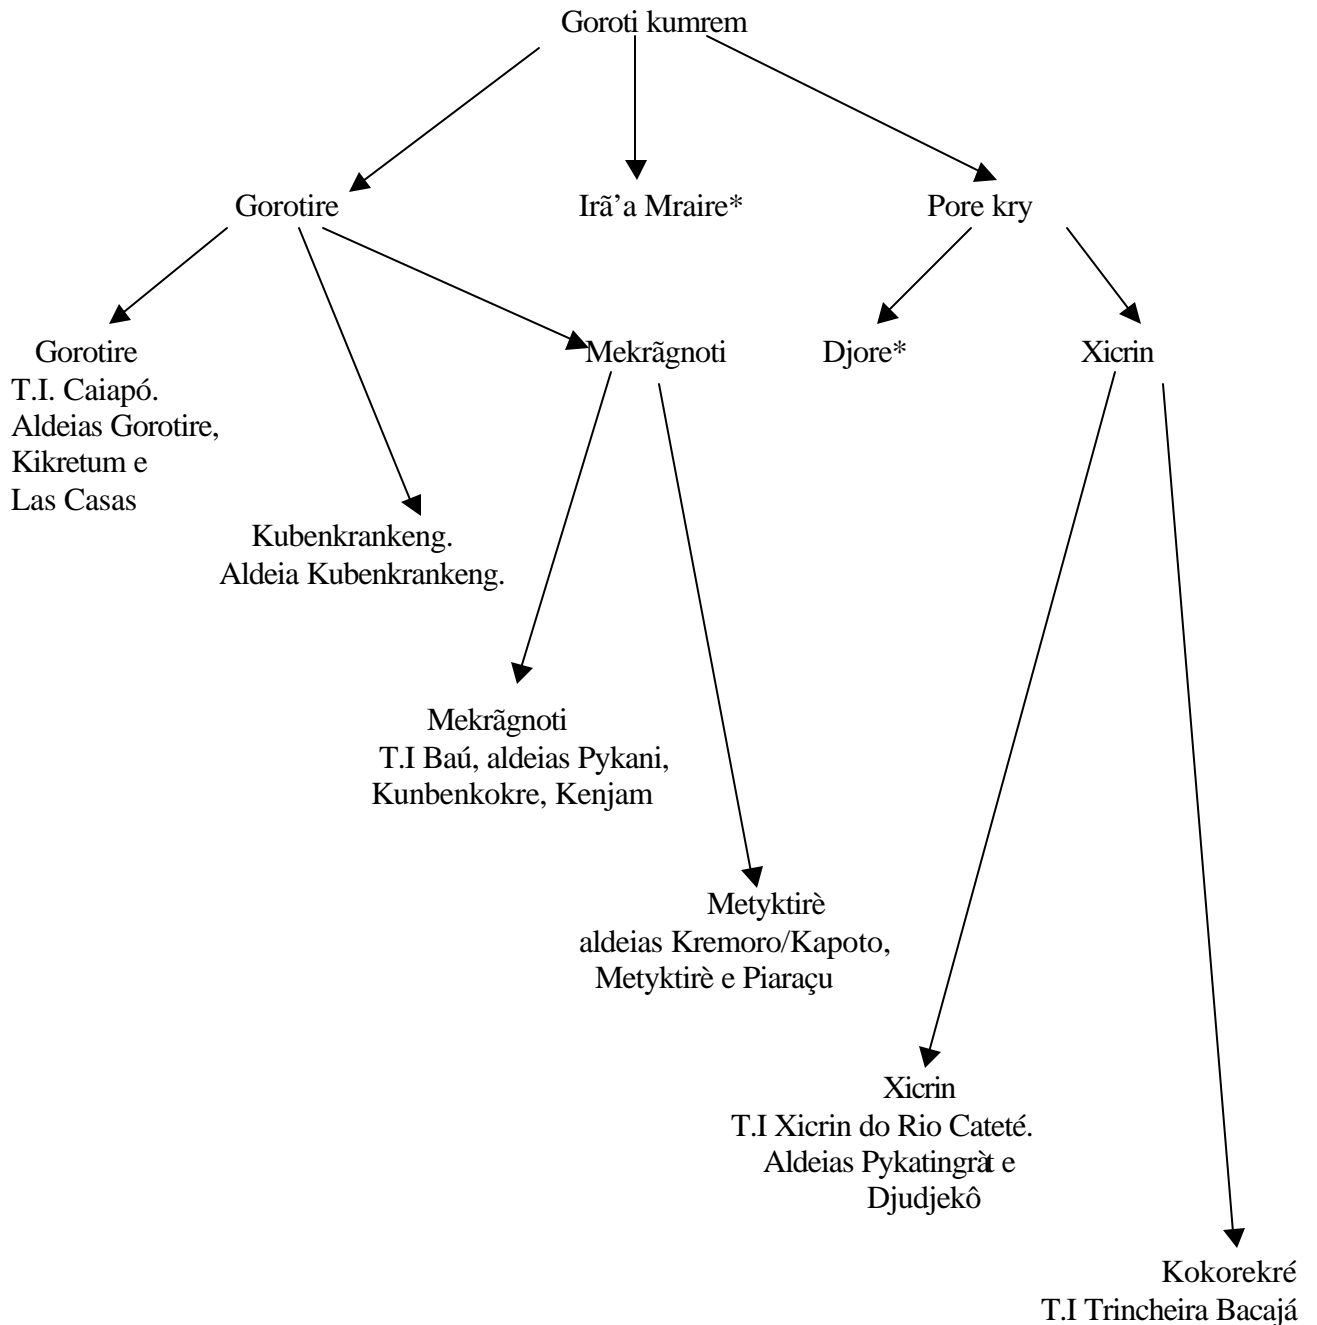 Goroti kumrem
Gorotire
Irã'a Mraire*
Pore kry
Gorotire
T.I. Caiapó.
Aldeias Gorotire,
Kikretum e
Las Casas
Mekrãgnoti
Djore*
Xicrin
Kubenkrankeng.
Aldeia Kubenkrankeng.
Mekrãgnoti
T.I Baú, aldeias Pykani,
Kunbenkokre, Kenjam
Metyktirè
aldeias Kremoro/Kapoto,
Metyktirè e Piaraçu
Xicrin
T.I Xicrin do Rio Cateté.
Aldeias Pykatingràt e
Djudjekô
Kokorekré
T.I Trincheira Bacajá